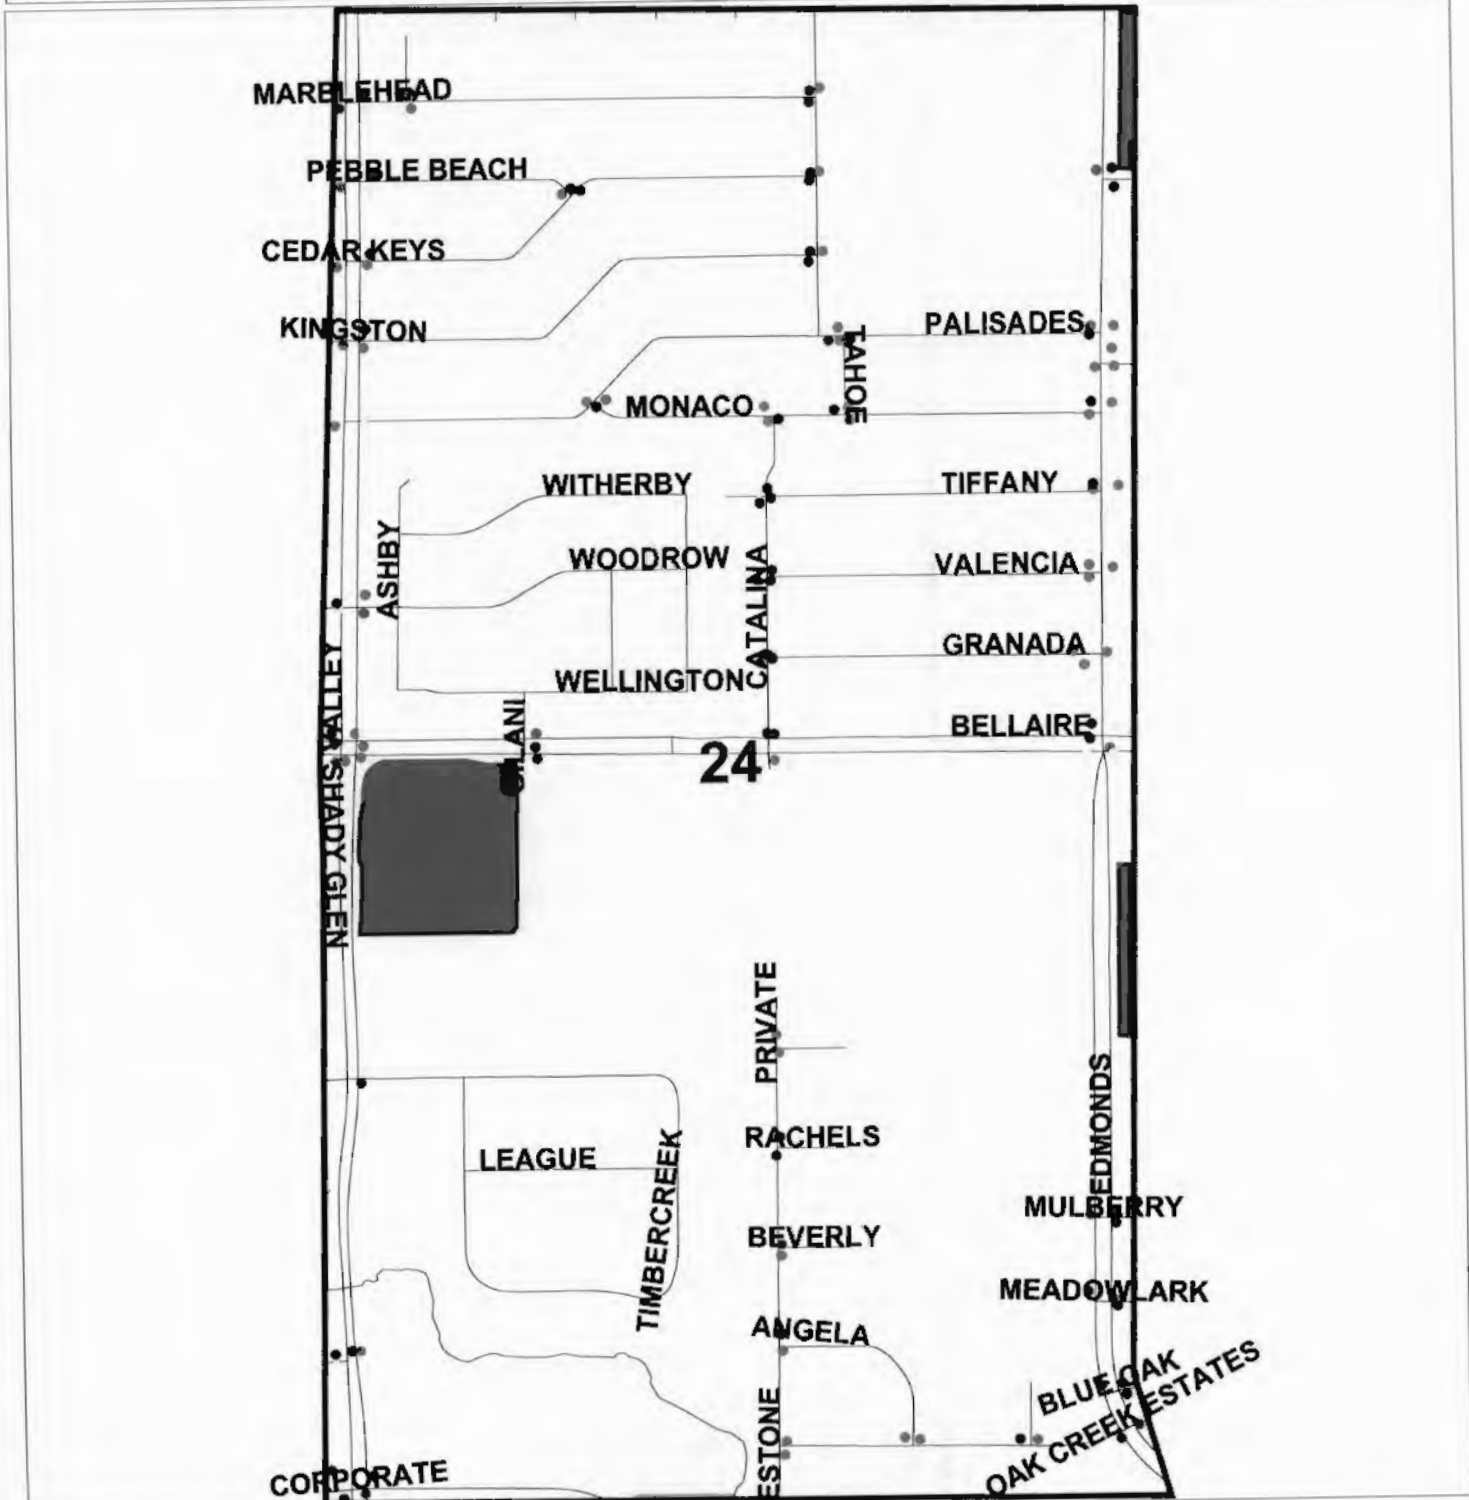 MARBLEHEAD
PEBBLE BEACH
CEDAR KEYS
KINGSTON
PALISADES
TAHOE
MONACO
WITHERBY
TIFFANY
ASHBY
WOODROW
CATALINA
VALENCIA
GRANADA
WELLINGTON
VALLEY
BELLAIRE
24
SHADY GLEN
PRIVATE
EDMONDS
RACHELS
LEAGUE
TIMBERCREEK
MULBERRY
BEVERLY
MEADOWLARK
ANGELA
BLUE OAK
OAK CREEK ESTATES
ESTONE
CORPORATE